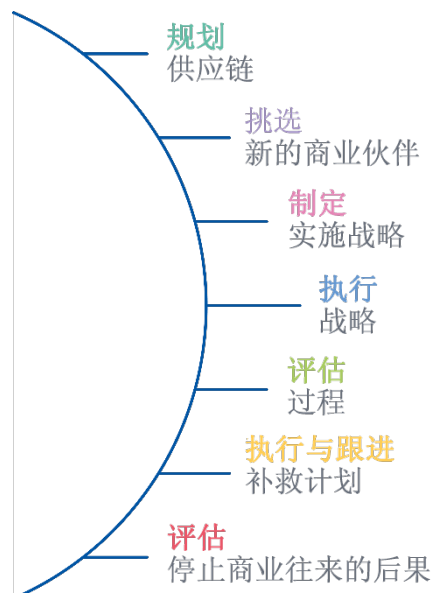 规划
供应链
挑选
新的商业伙伴
制定
实施战略
执行
战略
评估
过程
执行与跟进
补救计划
评估
停止商业往来的后果